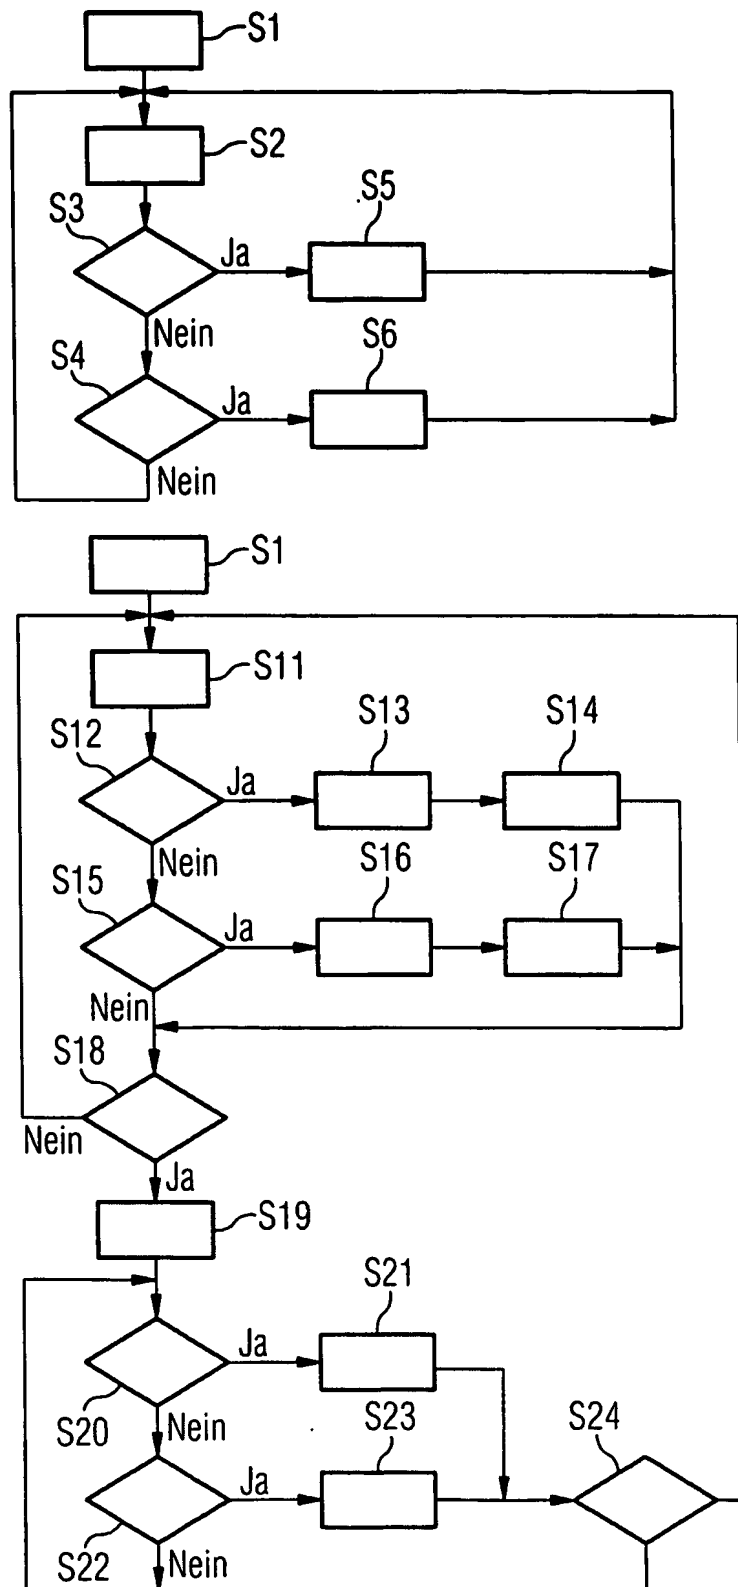 S1
S2
S3
Ja
S5
Nein
S4
Ja
S6
Nein
S1
S11
S12
Ja
S13
S14
Nein
S15
Ja
S16
S17
Nein
S18
Nein
Ja
S19
S21
Ja
S20
Nein
S23
S24
Ja
S22
Nein